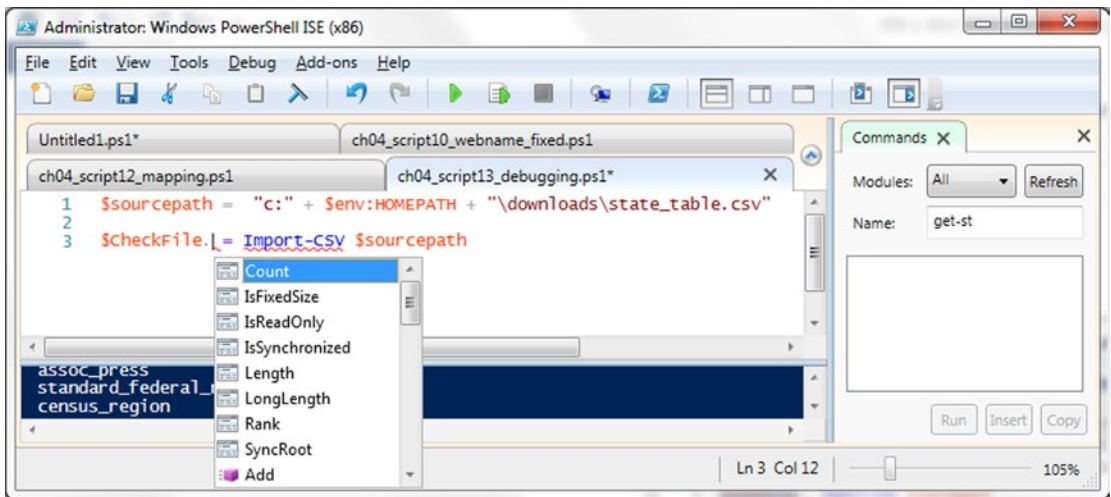 Administrator: Windows PowerShell ISE (x86)
File Edit View Tools Debug Add-ons Help
Untitled1.ps1*
ch04_script10_webname_fixed.ps1
ch04_script12_mapping.ps1
ch04_script13_debugging.ps1*
1 $sourcepath = "c:" + $env:HOMEPATH + "\downloads\state_table.csv"
2
3 $CheckFile. = Import-CSV $sourcepath
Count
IsFixedSize
IsReadOnly
IsSynchronized
Length
LongLength
Rank
SyncRoot
Add
assoc_press
standard_federal_
census_region
Commands
Modules: All Refresh
Name: get-st
Run Insert Copy
Ln 3 Col 12 105%